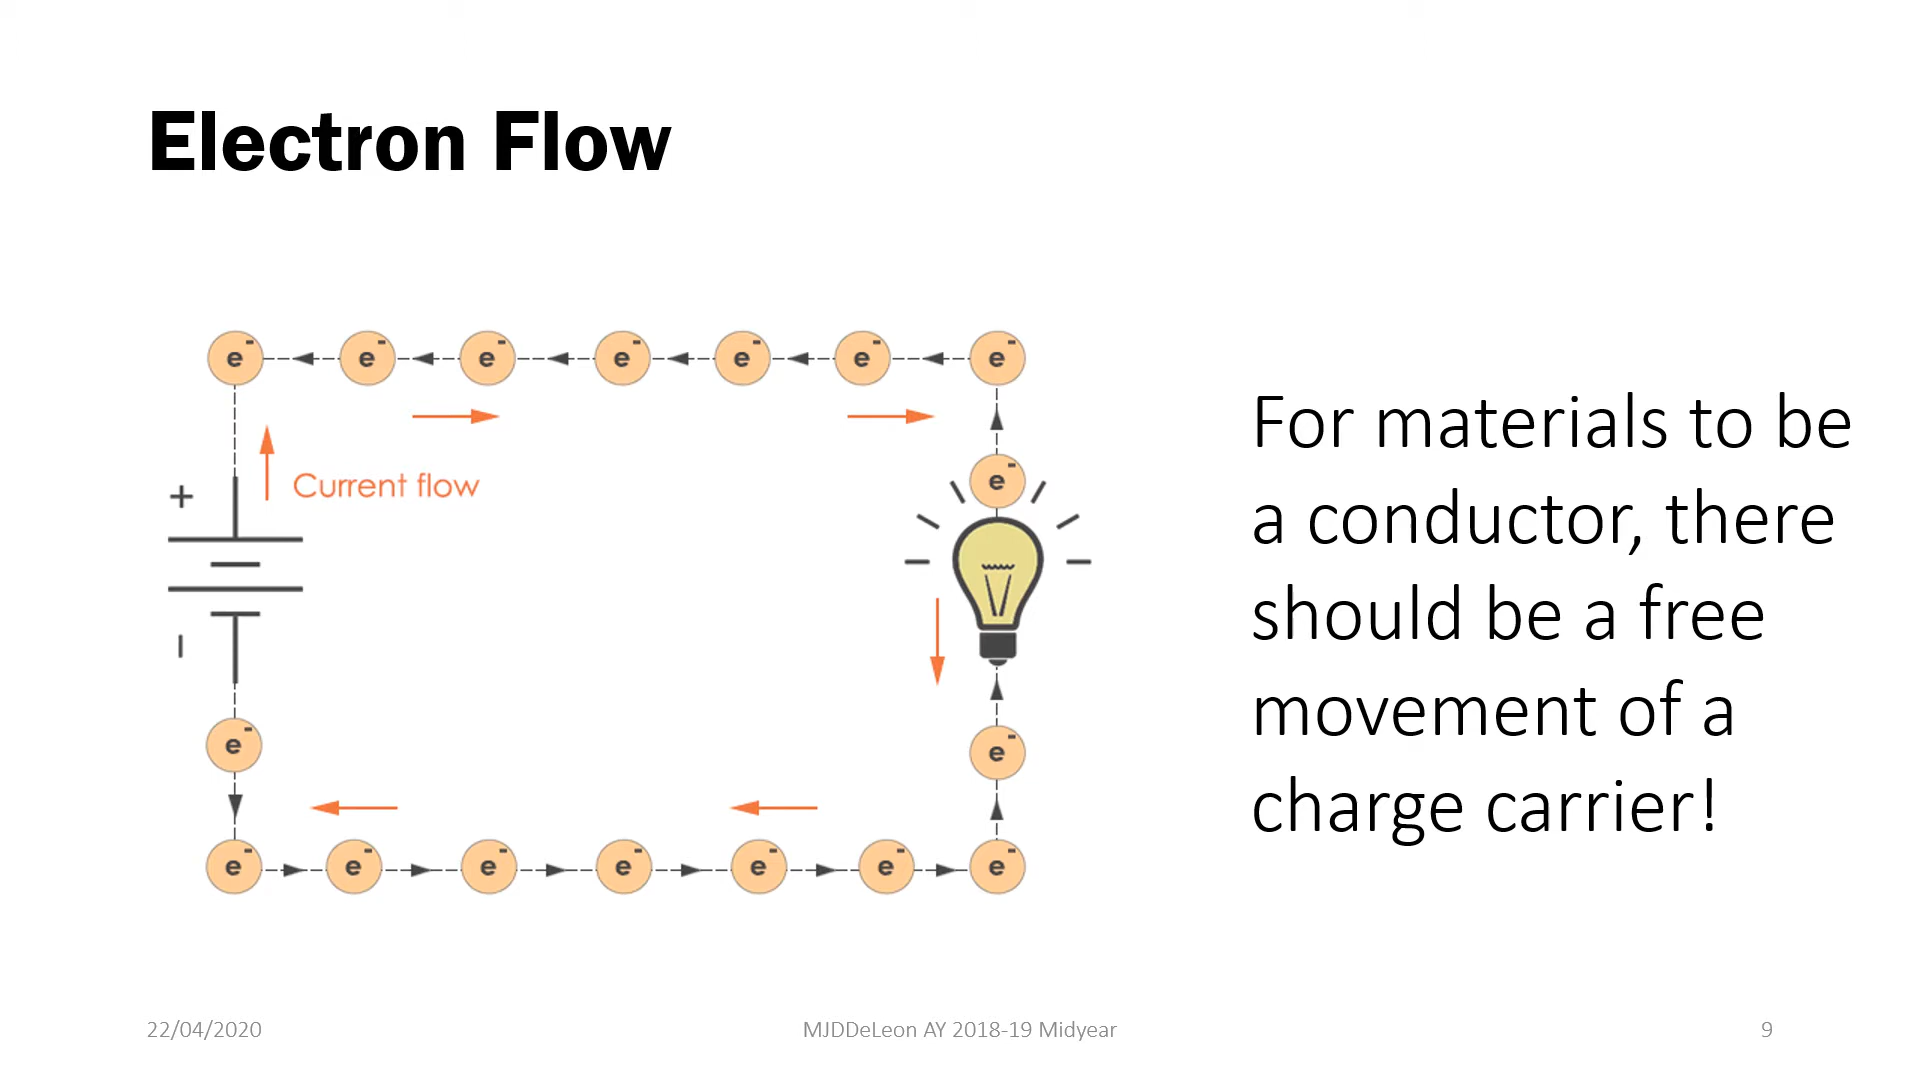 Electron Flow
e- e- e- e- e- e- e-
e-
+
Current flow
For materials to be
a conductor, there
should be a free
movement of a
charge carrier!
-
e- e-
e- e- e- e- e- e- e-
22/04/2020
MJDDeLeon AY 2018-19 Midyear
9